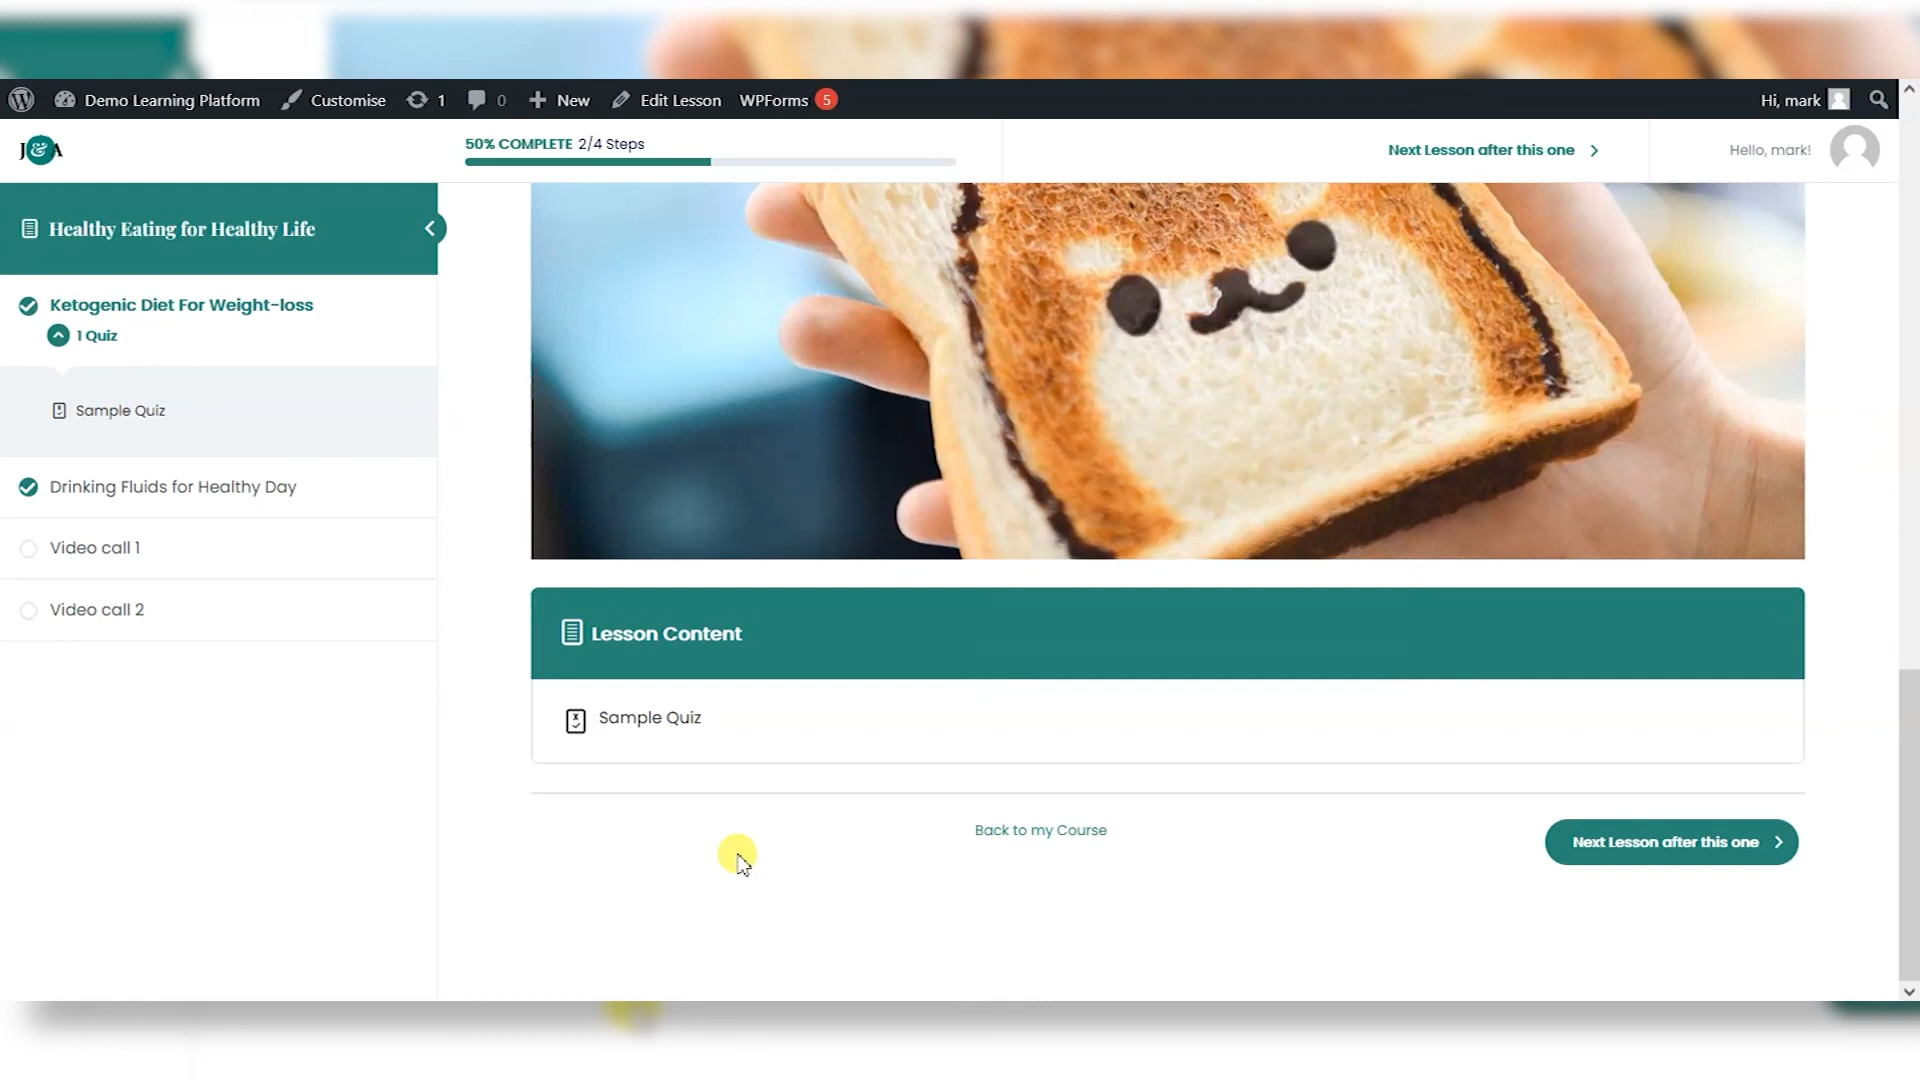 Demo Learning Platform Customise 1 0 New Edit Lesson WPForms 5 Hi, mark
J&A
50% COMPLETE 2/4 Steps
Next Lesson after this one
Hello, mark!
Healthy Eating for Healthy Life
Ketogenic Diet For Weight-loss
1 Quiz
Sample Quiz
Drinking Fluids for Healthy Day
Video call 1
Video call 2
Lesson Content
Sample Quiz
Back to my Course
Next Lesson after this one